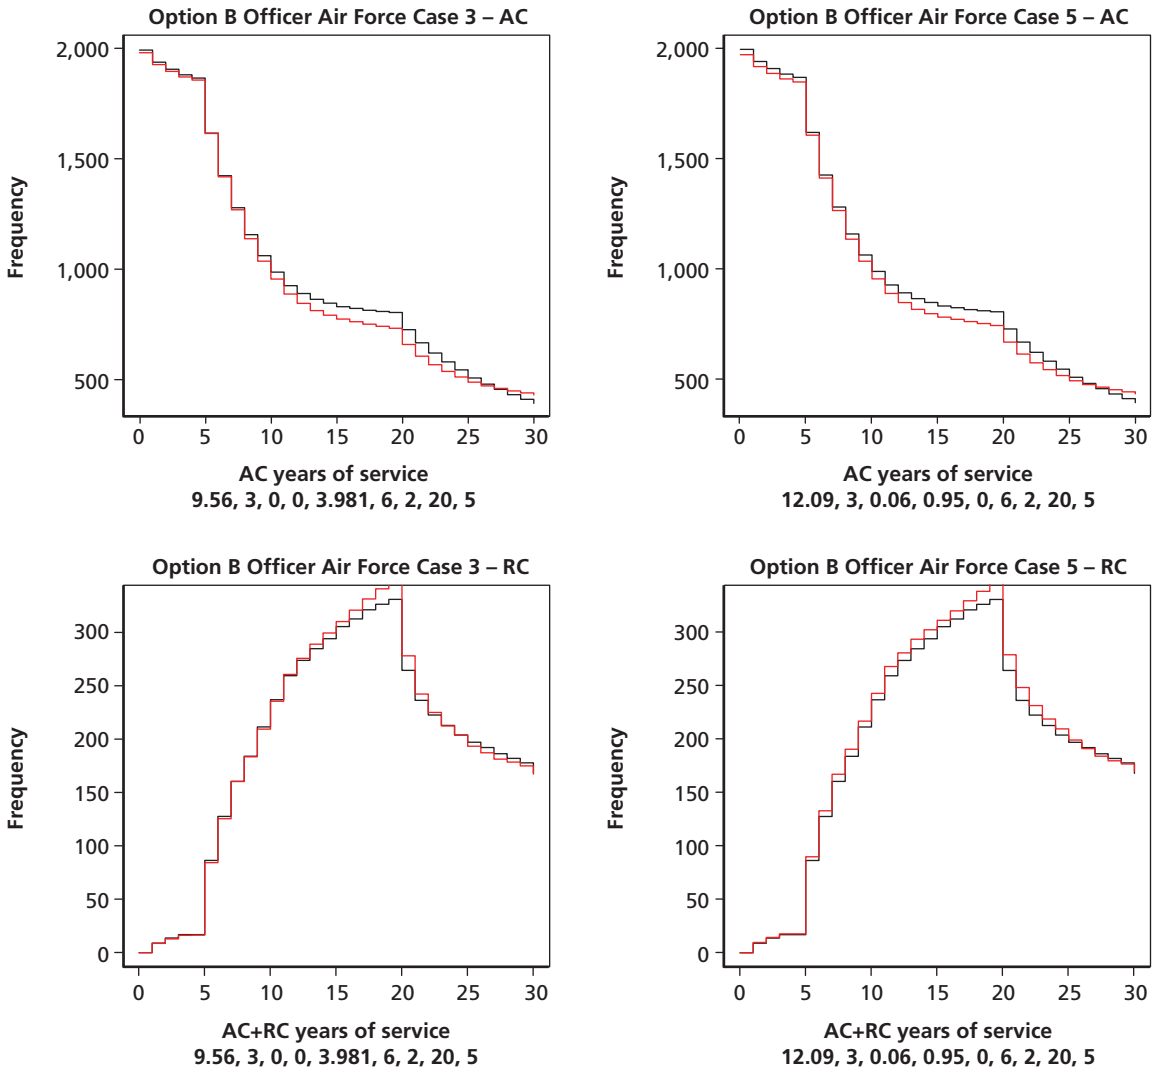 Option B Officer Air Force Case 3 – AC
Frequency
2,000
1,500
1,000
500
0 5 10 15 20 25 30
AC years of service
9.56, 3, 0, 0, 3.981, 6, 2, 20, 5
Option B Officer Air Force Case 5 – AC
Frequency
2,000
1,500
1,000
500
0 5 10 15 20 25 30
AC years of service
12.09, 3, 0.06, 0.95, 0, 6, 2, 20, 5
Option B Officer Air Force Case 3 – RC
Frequency
300
250
200
150
100
50
0
0 5 10 15 20 25 30
AC+RC years of service
9.56, 3, 0, 0, 3.981, 6, 2, 20, 5
Option B Officer Air Force Case 5 – RC
Frequency
300
250
200
150
100
50
0
0 5 10 15 20 25 30
AC+RC years of service
12.09, 3, 0.06, 0.95, 0, 6, 2, 20, 5